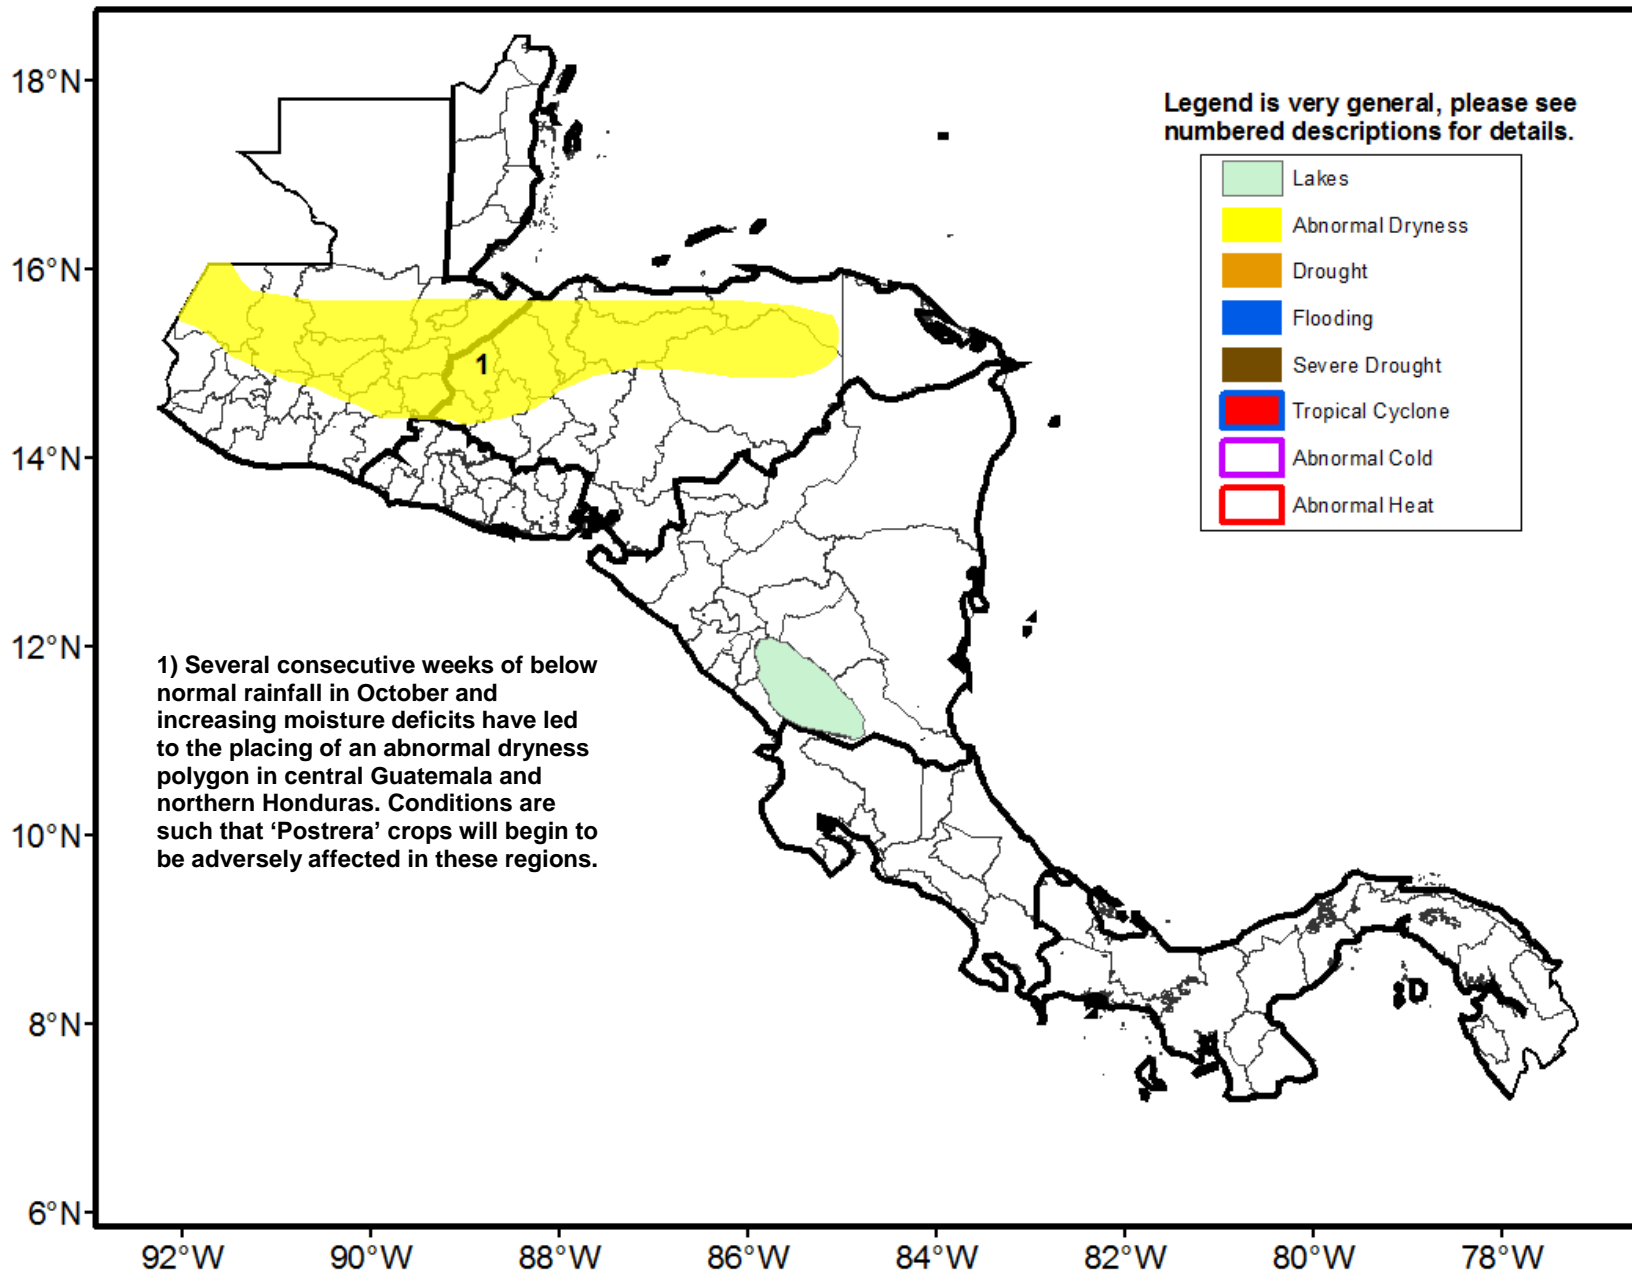 18°N
16°N
14°N
12°N
10°N
8°N
6°N
92°W
90°W
88°W
86°W
84°W
82°W
80°W
78°W
Legend is very general, please see
numbered descriptions for details.
Lakes
Abnormal Dryness
Drought
Flooding
Severe Drought
Tropical Cyclone
Abnormal Cold
Abnormal Heat
1
1) Several consecutive weeks of below
normal rainfall in October and
increasing moisture deficits have led
to the placing of an abnormal dryness
polygon in central Guatemala and
northern Honduras. Conditions are
such that ‘Postrera’ crops will begin to
be adversely affected in these regions.